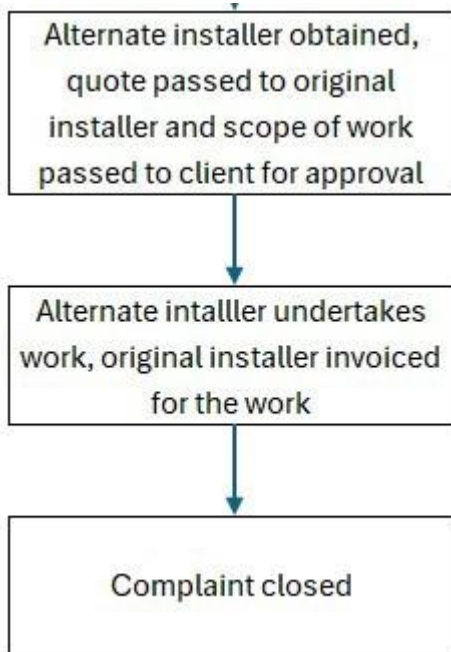 Alternate installer obtained,
quote passed to original
installer and scope of work
passed to client for approval
Alternate intalller undertakes
work, original installer invoiced
for the work
Complaint closed